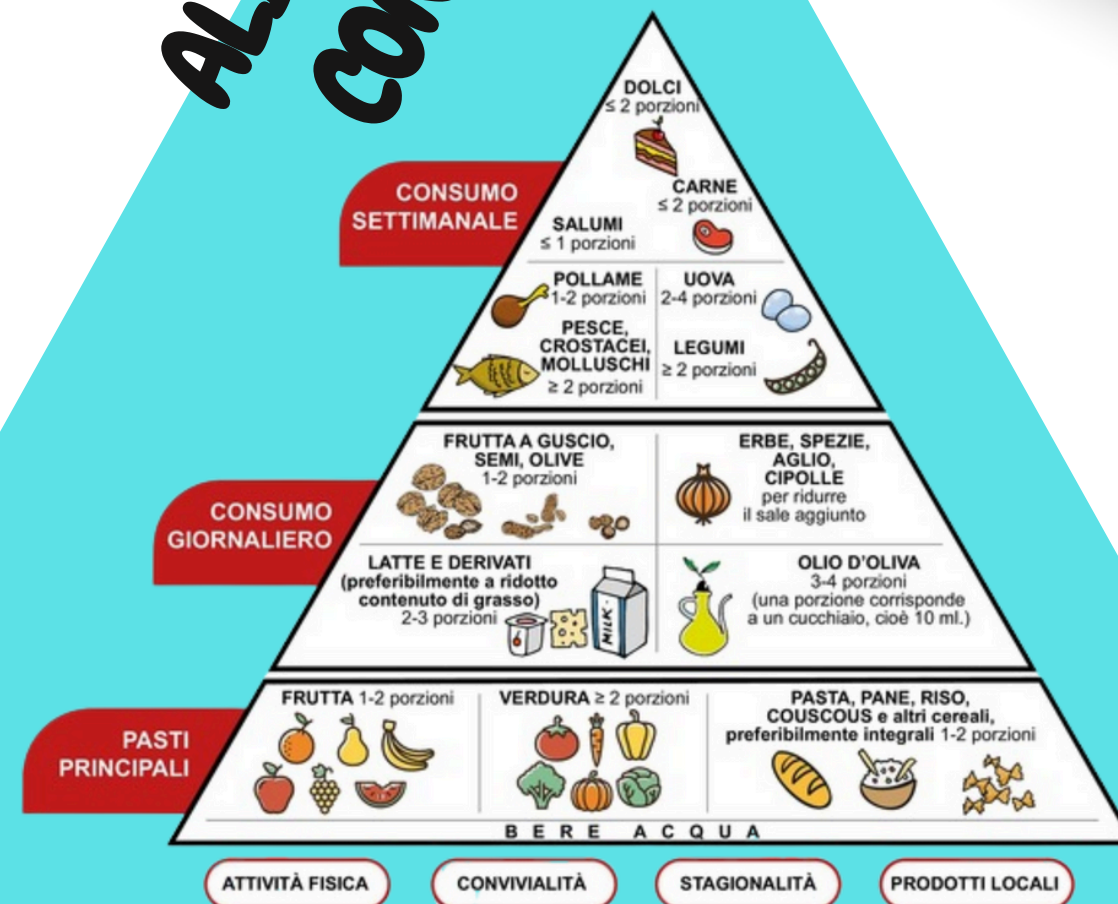 DOLCI
≤ 2 porzioni
CONSUMO
SETTIMANALE
CARNE
≤ 2 porzioni
SALUMI
≤ 1 porzioni
POLLAME
1-2 porzioni
UOVA
2-4 porzioni
PESCE,
CROSTACEI,
MOLLUSCHI
≥ 2 porzioni
LEGUMI
≥ 2 porzioni
CONSUMO
GIORNALIERO
FRUTTA A GUSCIO,
SEMI, OLIVE
1-2 porzioni
ERBE, SPEZIE,
AGLIO,
CIPOLLE
per ridurre
il sale aggiunto
LATTE E DERIVATI
(preferibilmente a ridotto
contenuto di grasso)
2-3 porzioni
MILK
OLIO D'OLIVA
3-4 porzioni
(una porzione corrisponde
a un cucchiaio, cioè 10 ml.)
PASTI
PRINCIPALI
FRUTTA 1-2 porzioni
VERDURA ≥ 2 porzioni
PASTA, PANE, RISO,
COUSCOUS e altri cereali,
preferibilmente integrali 1-2 porzioni
BERE ACQUA
ATTIVITÀ FISICA
CONVIVIALITÀ
STAGIONALITÀ
PRODOTTI LOCALI